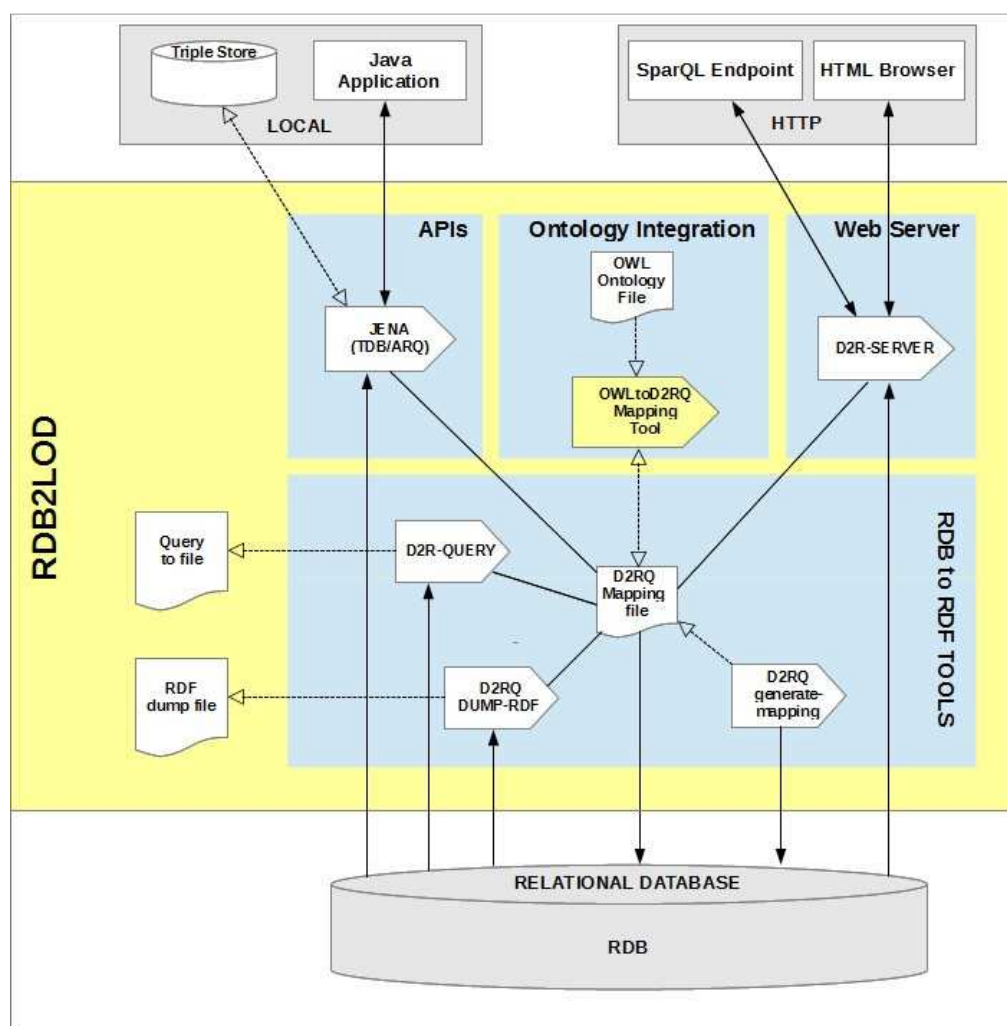 Triple Store
Java
Application
LOCAL
SparQL Endpoint
HTML Browser
HTTP
RDB2LOD
APIs
Ontology Integration
Web Server
OWL
Ontology
File
JENA
(TDB/ARQ)
D2R-SERVER
OWLtoD2RQ
Mapping
Tool
RDB to RDF TOOLS
Query
to file
D2R-QUERY
D2RQ
Mapping
file
RDF
dump file
D2RQ
DUMP-RDF
D2RQ
generate-
mapping
RELATIONAL DATABASE
RDB